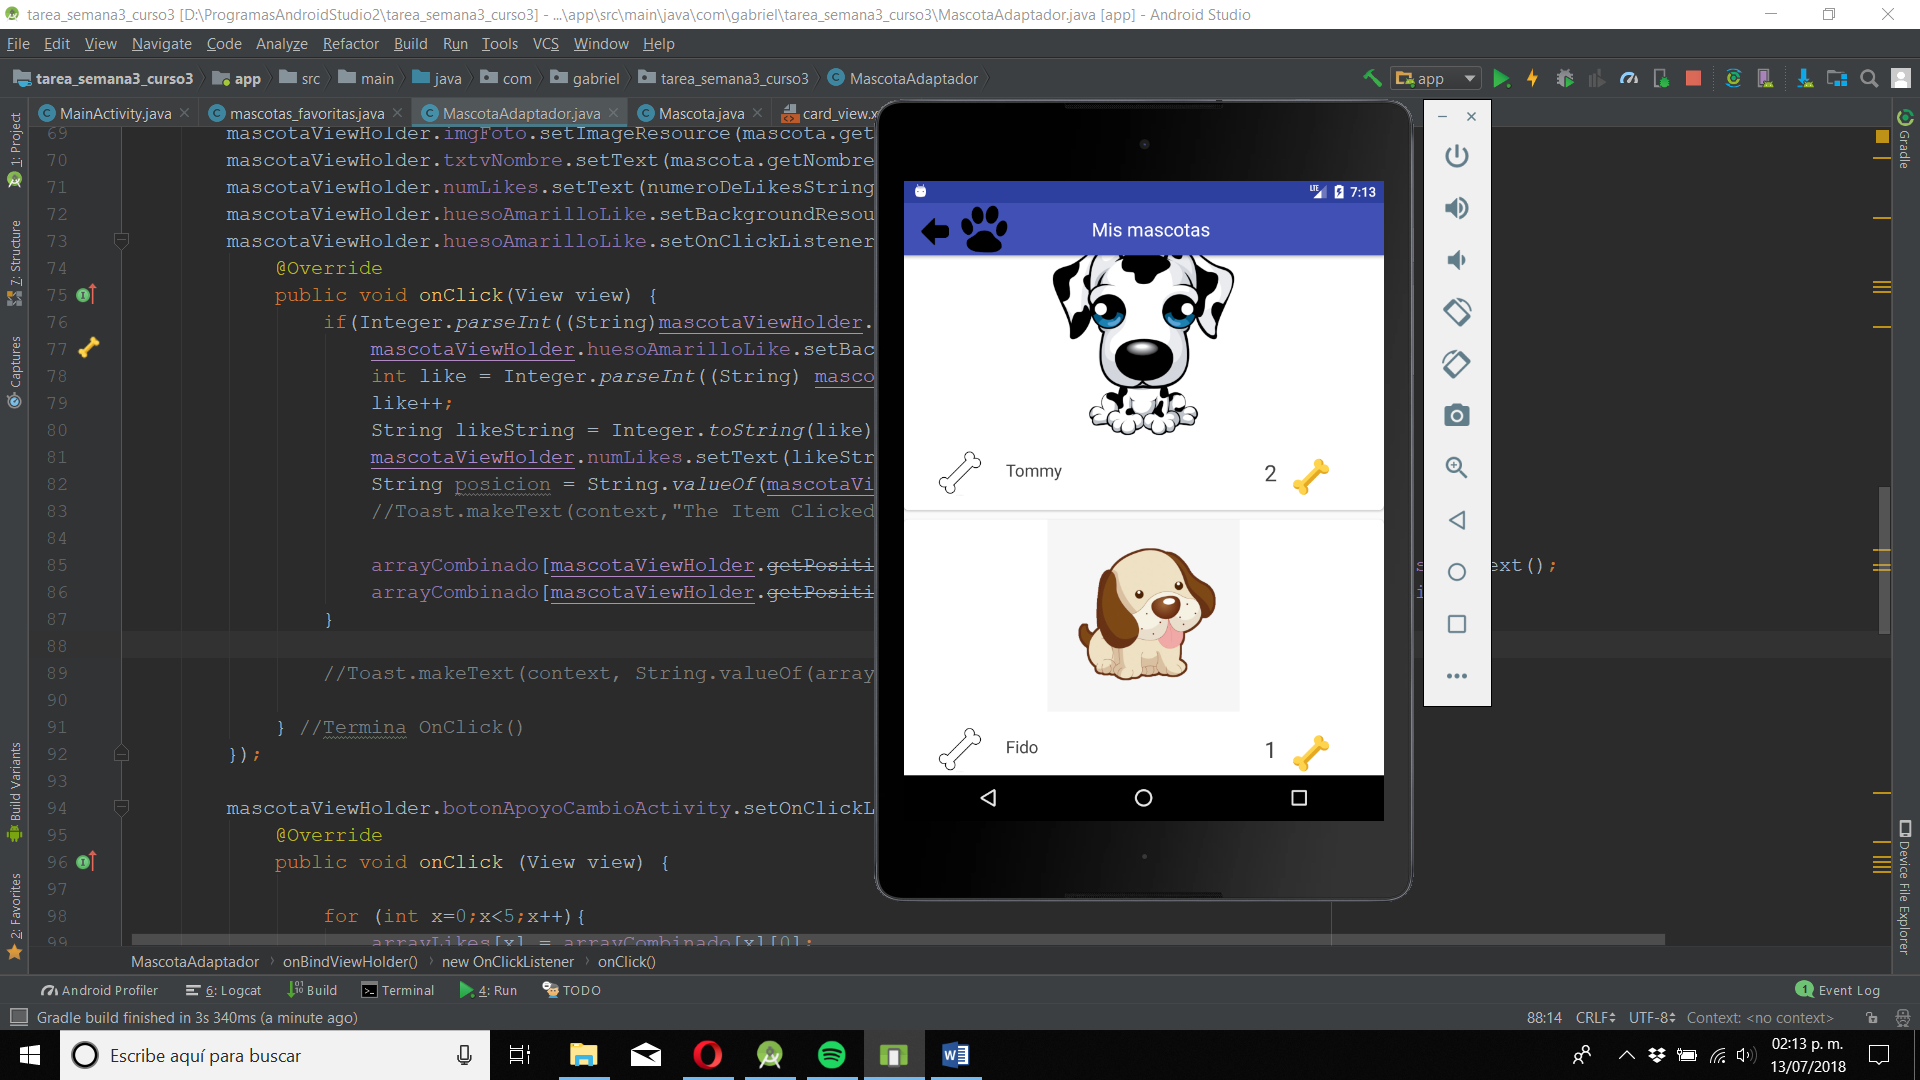 tarea_semana3_curso3 [D:\ProgramasAndroidStudio2\tarea_semana3_curso3] - ...\app\src\main\java\com\gabriel\tarea_semana3_curso3\MascotaAdaptador.java [app] - Android Studio
File Edit View Navigate Code Analyze Refactor Build Run Tools VCS Window Help
tarea_semana3_curso3 app src main java com gabriel tarea_semana3_curso3 MascotaAdaptador app
MainActivity.java mascotas_favoritas.java MascotaAdaptador.java Mascota.java card_view.x
1: Project
7: Structure
Captures
Build Variants
2: Favorites
69 mascotaViewHolder.imgFoto.setImageResource(mascota.get
70 mascotaViewHolder.txtvNombre.setText(mascota.getNombre
71 mascotaViewHolder.numLikes.setText(numeroDeLikesString
72 mascotaViewHolder.huesoAmarilloLike.setBackgroundResou
73 mascotaViewHolder.huesoAmarilloLike.setOnClickListener
74 @Override
75 public void onClick(View view) {
76 if(Integer.parseInt((String)mascotaViewHolder.
77 mascotaViewHolder.huesoAmarilloLike.setBac
78 int like = Integer.parseInt((String) masco
79 like++;
80 String likeString = Integer.toString(like)
81 mascotaViewHolder.numLikes.setText(likeStr
82 String posicion = String.valueOf(mascotaVi
83 //Toast.makeText(context,"The Item Clicked
84
85 arrayCombinado[mascotaViewHolder.getPositi s ext();
86 arrayCombinado[mascotaViewHolder.getPositi i
87 }
88
89 //Toast.makeText(context, String.valueOf(array
90
91 } //Termina OnClick()
92 });
93
94 mascotaViewHolder.botonApoyoCambioActivity.setOnClickL
95 @Override
96 public void onClick (View view) {
97
98 for (int x=0;x<5;x++){
99 arrayLikes[x] = arrayCombinado[x][0];
LTE 7:13
Mis mascotas
Tommy 2
Fido 1
Gradle
Device File Explorer
MascotaAdaptador onBindViewHolder() new OnClickListener onClick()
Android Profiler 6: Logcat Build Terminal 4: Run TODO 1 Event Log
Gradle build finished in 3s 340ms (a minute ago) 88:14 CRLF UTF-8 Context: <no context>
Escribe aquí para buscar
02:13 p. m.
13/07/2018